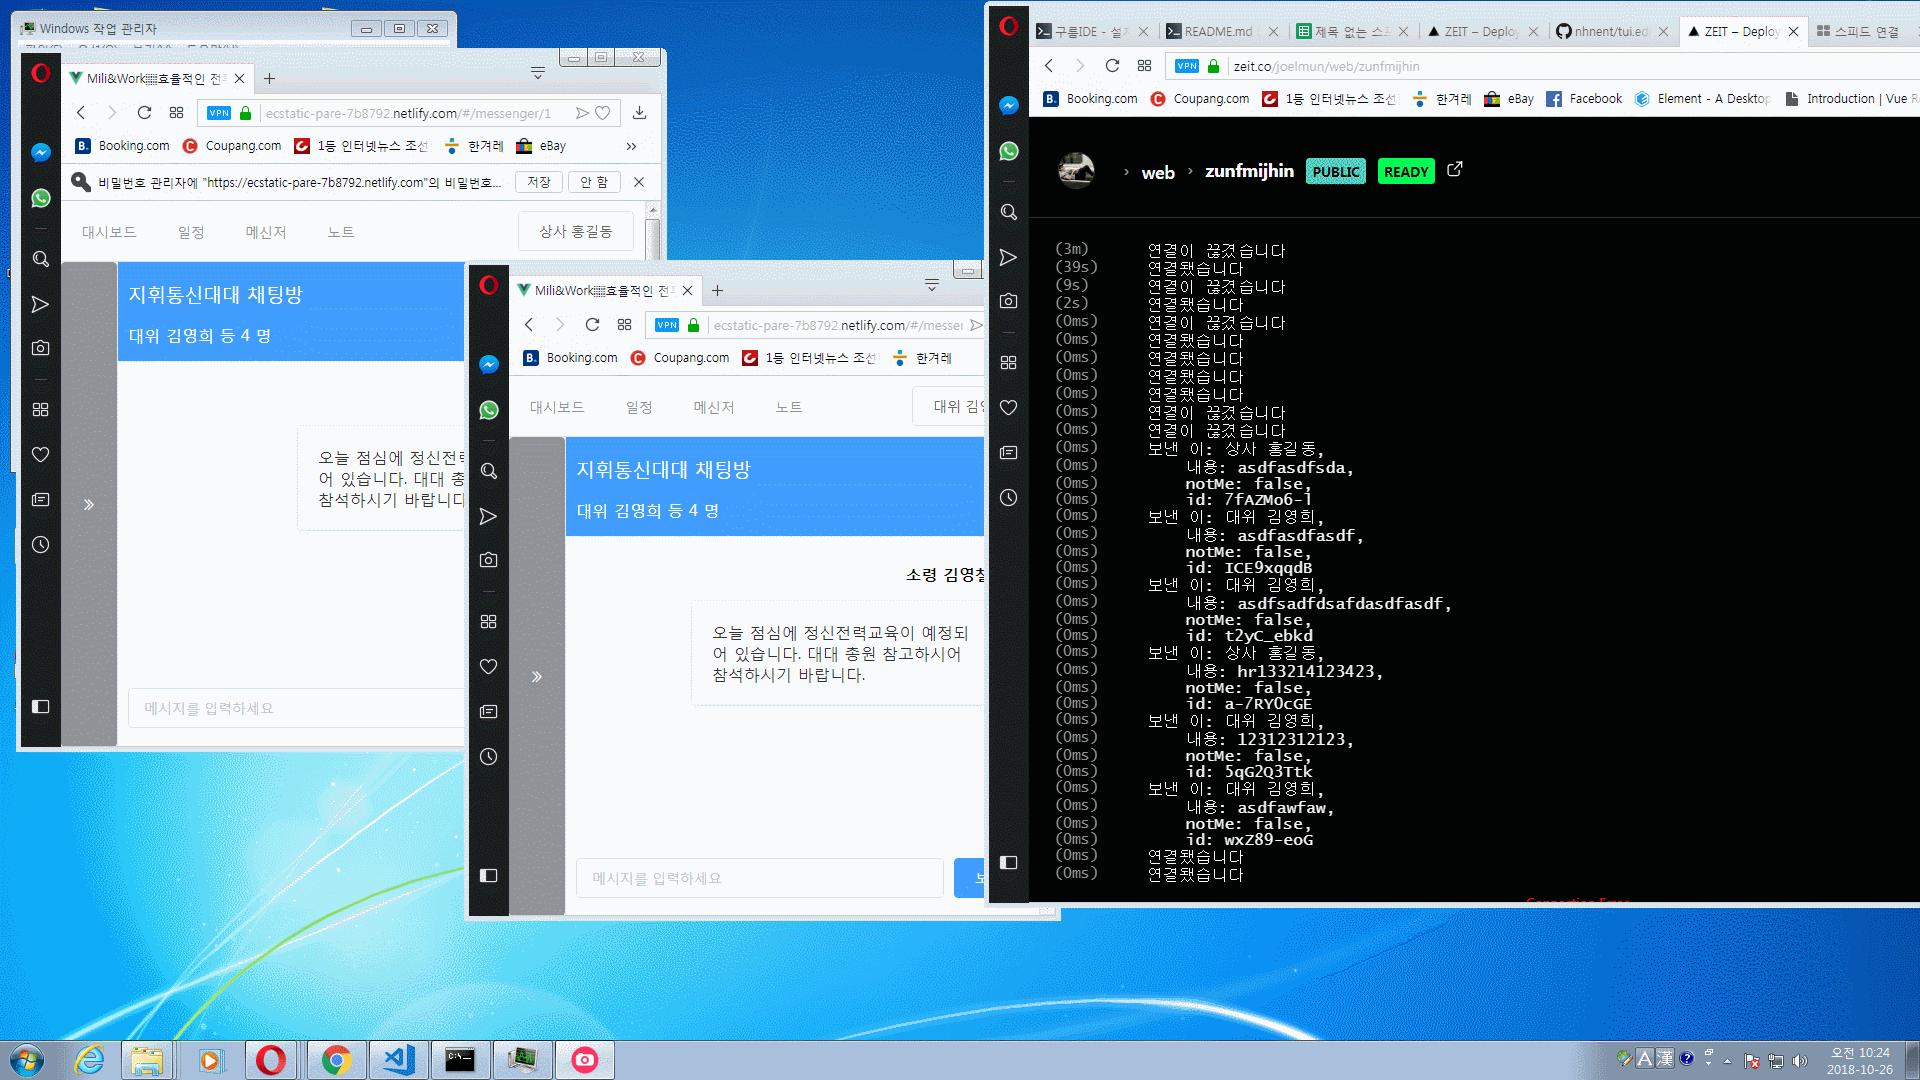 Windows 작업 관리자
Mili&Work
ecstatic-pare-7b8792.netlify.com/#/messenger/1
VPN
Booking.com
Coupang.com
1등 인터넷뉴스 조선
한겨레
eBay
비밀번호 관리자에 "https://ecstatic-pare-7b8792.netlify.com"의 비밀번호...
저장
안 함
대시보드
일정
메신저
노트
상사 홍길동
지휘통신대대 채팅방
대위 김영희 등 4 명
오늘 점심에 정신전력
어 있습니다. 대대 총
참석하시기 바랍니다
메시지를 입력하세요
Mili&Work
VPN
ecstatic-pare-7b8792.netlify.com/#/messer
Booking.com
Coupang.com
1등 인터넷뉴스 조선
한겨레
대시보드
일정
메신저
노트
대위 김영
지휘통신대대 채팅방
대위 김영희 등 4 명
소령 김영철
오늘 점심에 정신전력교육이 예정되
어 있습니다. 대대 총원 참고하시어
참석하시기 바랍니다.
메시지를 입력하세요
보
구름IDE - 설
README.md
제목 없는 스프
ZEIT – Deploy
nhnent/tui.ed
ZEIT – Deploy
스피드 연결
VPN
zeit.co/joelmun/web/zunfmijhin
Booking.com
Coupang.com
1등 인터넷뉴스 조선
한겨레
eBay
Facebook
Element - A Desktop
Introduction | Vue R
› web › zunfmijhin PUBLIC READY
(3m) 연결이 끊겼습니다
(39s) 연결됐습니다
(9s) 연결이 끊겼습니다
(2s) 연결됐습니다
(0ms) 연결이 끊겼습니다
(0ms) 연결됐습니다
(0ms) 연결됐습니다
(0ms) 연결됐습니다
(0ms) 연결됐습니다
(0ms) 연결이 끊겼습니다
(0ms) 연결이 끊겼습니다
(0ms) 보낸 이: 상사 홍길동,
(0ms) 내용: asdfasdfsda,
(0ms) notMe: false,
(0ms) id: 7fAZMo6-l
(0ms) 보낸 이: 대위 김영희,
(0ms) 내용: asdfasdfasdf,
(0ms) notMe: false,
(0ms) id: ICE9xqqdB
(0ms) 보낸 이: 대위 김영희,
(0ms) 내용: asdfsadfdsafdasdfasdf,
(0ms) notMe: false,
(0ms) id: t2yC_ebkd
(0ms) 보낸 이: 상사 홍길동,
(0ms) 내용: hr133214123423,
(0ms) notMe: false,
(0ms) id: a-7RYOcGE
(0ms) 보낸 이: 대위 김영희,
(0ms) 내용: 12312312123,
(0ms) notMe: false,
(0ms) id: 5qG2Q3Ttk
(0ms) 보낸 이: 대위 김영희,
(0ms) 내용: asdfawfaw,
(0ms) notMe: false,
(0ms) id: wxZ89-eoG
(0ms) 연결됐습니다
(0ms) 연결됐습니다
A 漢
오전 10:24
2018-10-26